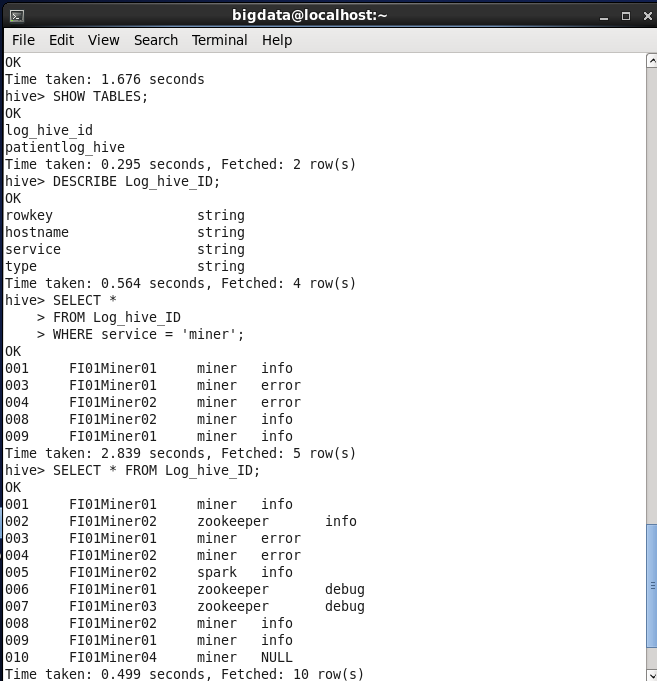 bigdata@localhost:~
File Edit View Search Terminal Help
OK
Time taken: 1.676 seconds
hive> SHOW TABLES;
OK
log_hive_id
patientlog_hive
Time taken: 0.295 seconds, Fetched: 2 row(s)
hive> DESCRIBE Log_hive_ID;
OK
rowkey                  string
hostname                string
service                 string
type                    string
Time taken: 0.564 seconds, Fetched: 4 row(s)
hive> SELECT *
    > FROM Log_hive_ID
    > WHERE service = 'miner';
OK
001     FI01Miner01     miner   info
003     FI01Miner01     miner   error
004     FI01Miner02     miner   error
008     FI01Miner02     miner   info
009     FI01Miner01     miner   info
Time taken: 2.839 seconds, Fetched: 5 row(s)
hive> SELECT * FROM Log_hive_ID;
OK
001     FI01Miner01     miner   info
002     FI01Miner02     zookeeper       info
003     FI01Miner01     miner   error
004     FI01Miner02     miner   error
005     FI01Miner02     spark   info
006     FI01Miner01     zookeeper       debug
007     FI01Miner03     zookeeper       debug
008     FI01Miner02     miner   info
009     FI01Miner01     miner   info
010     FI01Miner04     miner   NULL
Time taken: 0.499 seconds, Fetched: 10 row(s)